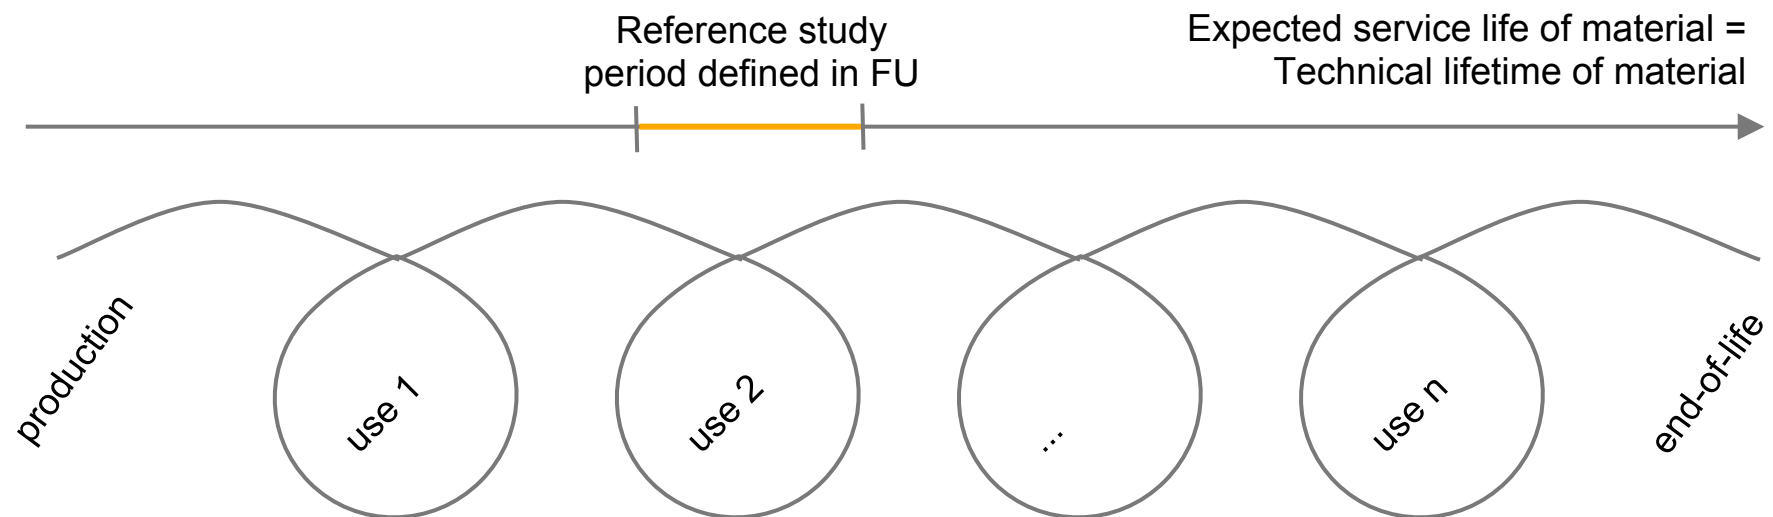 Reference study
period defined in FU
Expected service life of material =
Technical lifetime of material
production
use 1
use 2
...
use n
end-of-life